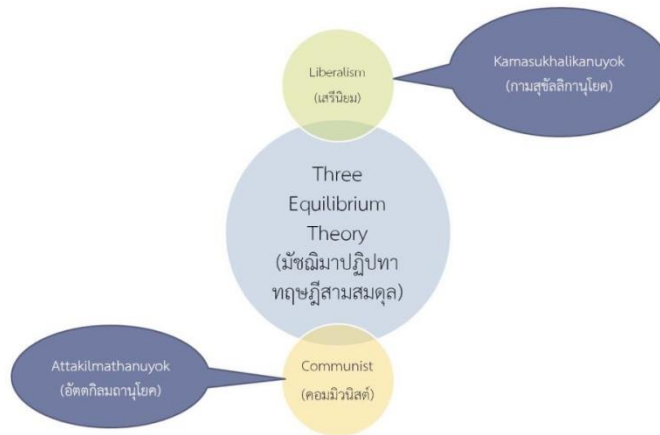 Liberalism
(เสรีนิยม)
Kamasukhalikanuyok
(กามสุขัลลิกานุโยค)
Three
Equilibrium
Theory
(มัชฌิมาปฏิปทา
ทฤษฎีสามสมดุล)
Attakilmathanuyok
(อัตตกิลมถานุโยค)
Communist
(คอมมิวนิสต์)